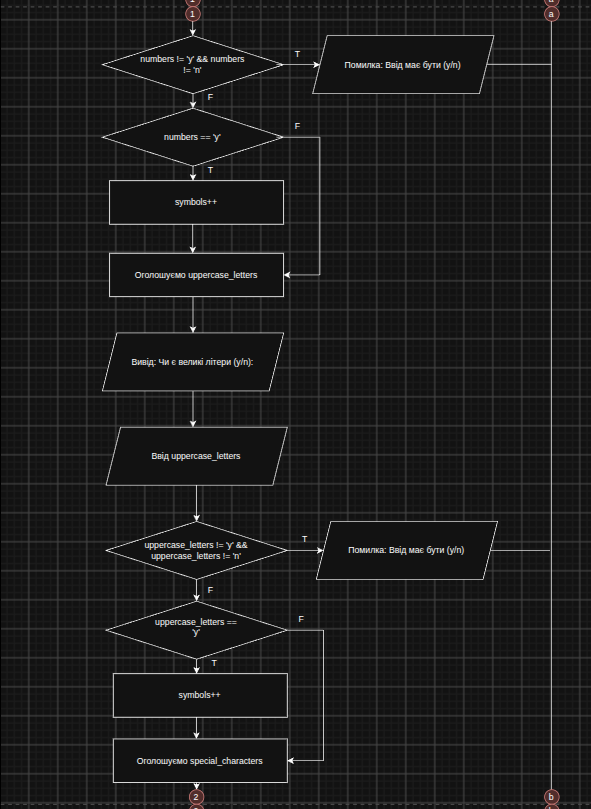 1
a
numbers != 'y' && numbers
!= 'n'
T
Помилка: Ввід має бути (y/n)
F
numbers == 'y'
F
T
symbols++
Оголошуємо uppercase_letters
Вивід: Чи є великі літери (y/n):
Ввід uppercase_letters
uppercase_letters != 'y' &&
uppercase_letters != 'n'
T
Помилка: Ввід має бути (y/n)
F
uppercase_letters ==
'y'
F
T
symbols++
Оголошуємо special_characters
2
b